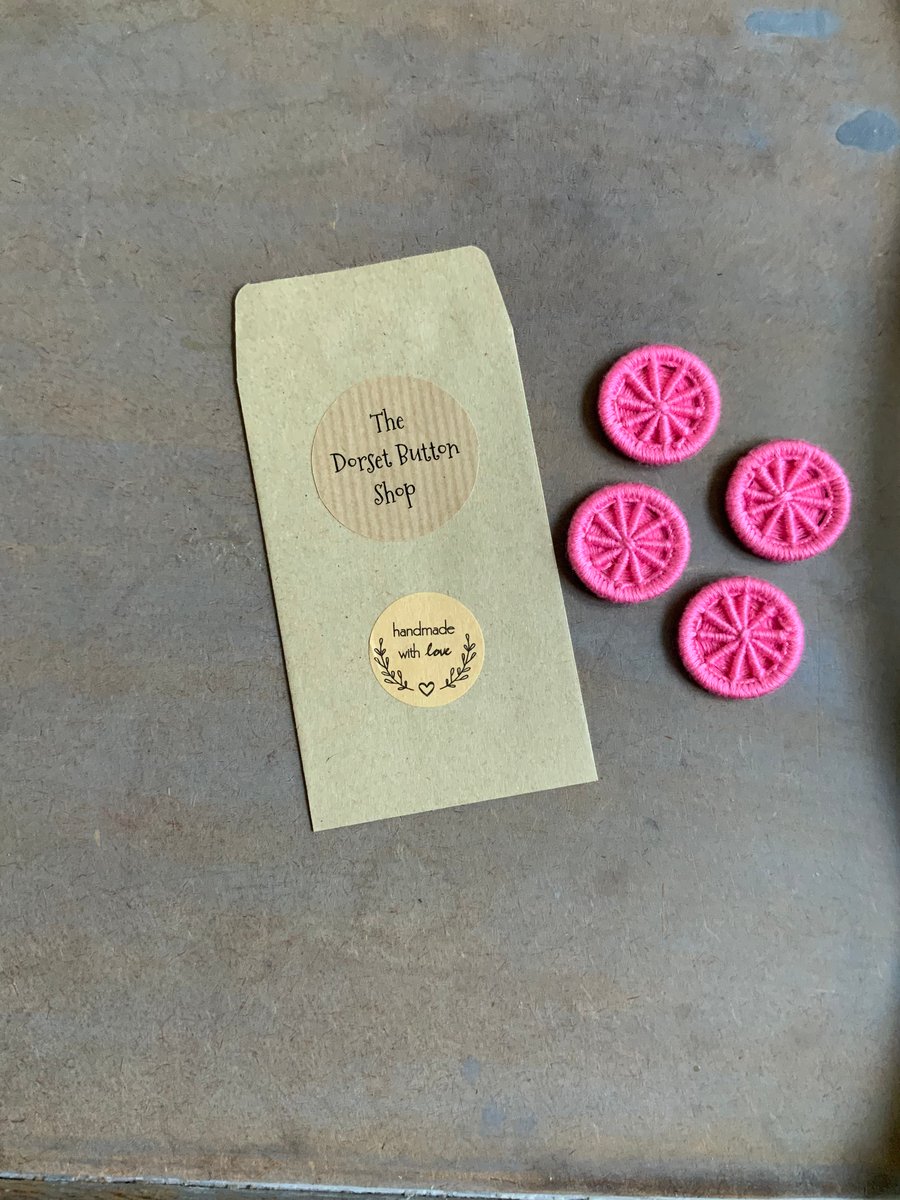 The
Dorset Button
Shop
handmade
with love